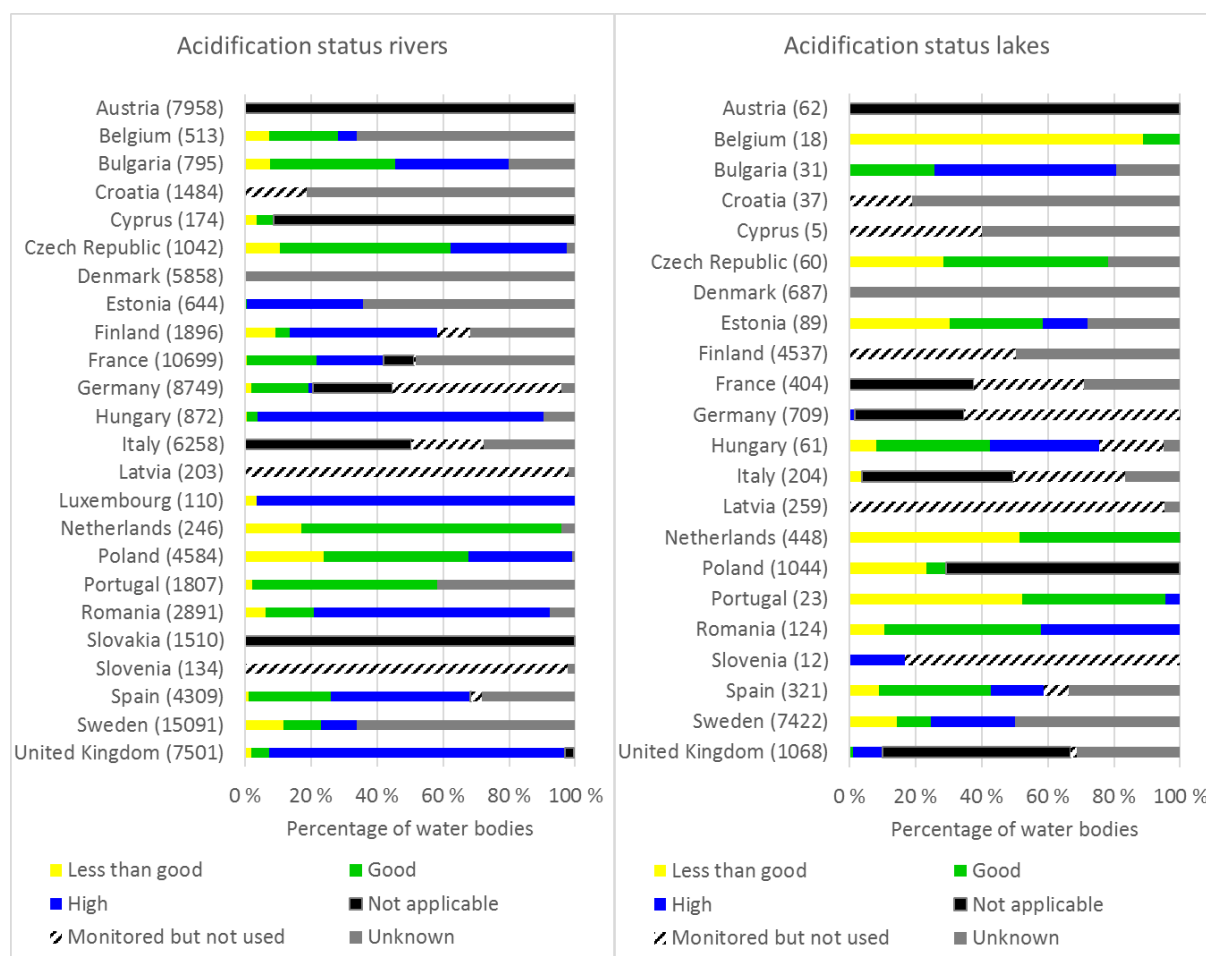 Acidification status rivers
Austria (7958)
Belgium (513)
Bulgaria (795)
Croatia (1484)
Cyprus (174)
Czech Republic (1042)
Denmark (5858)
Estonia (644)
Finland (1896)
France (10699)
Germany (8749)
Hungary (872)
Italy (6258)
Latvia (203)
Luxembourg (110)
Netherlands (246)
Poland (4584)
Portugal (1807)
Romania (2891)
Slovakia (1510)
Slovenia (134)
Spain (4309)
Sweden (15091)
United Kingdom (7501)
0 % 20 % 40 % 60 % 80 % 100 %
Percentage of water bodies
Less than good Good
High Not applicable
Monitored but not used Unknown
Acidification status lakes
Austria (62)
Belgium (18)
Bulgaria (31)
Croatia (37)
Cyprus (5)
Czech Republic (60)
Denmark (687)
Estonia (89)
Finland (4537)
France (404)
Germany (709)
Hungary (61)
Italy (204)
Latvia (259)
Netherlands (448)
Poland (1044)
Portugal (23)
Romania (124)
Slovenia (12)
Spain (321)
Sweden (7422)
United Kingdom (1068)
0 % 20 % 40 % 60 % 80 % 100 %
Percentage of water bodies
Less than good Good
High Not applicable
Monitored but not used Unknown